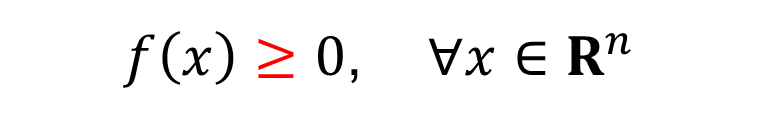 f(x) ≥ 0, ∀x ∈ 𝐑ⁿ